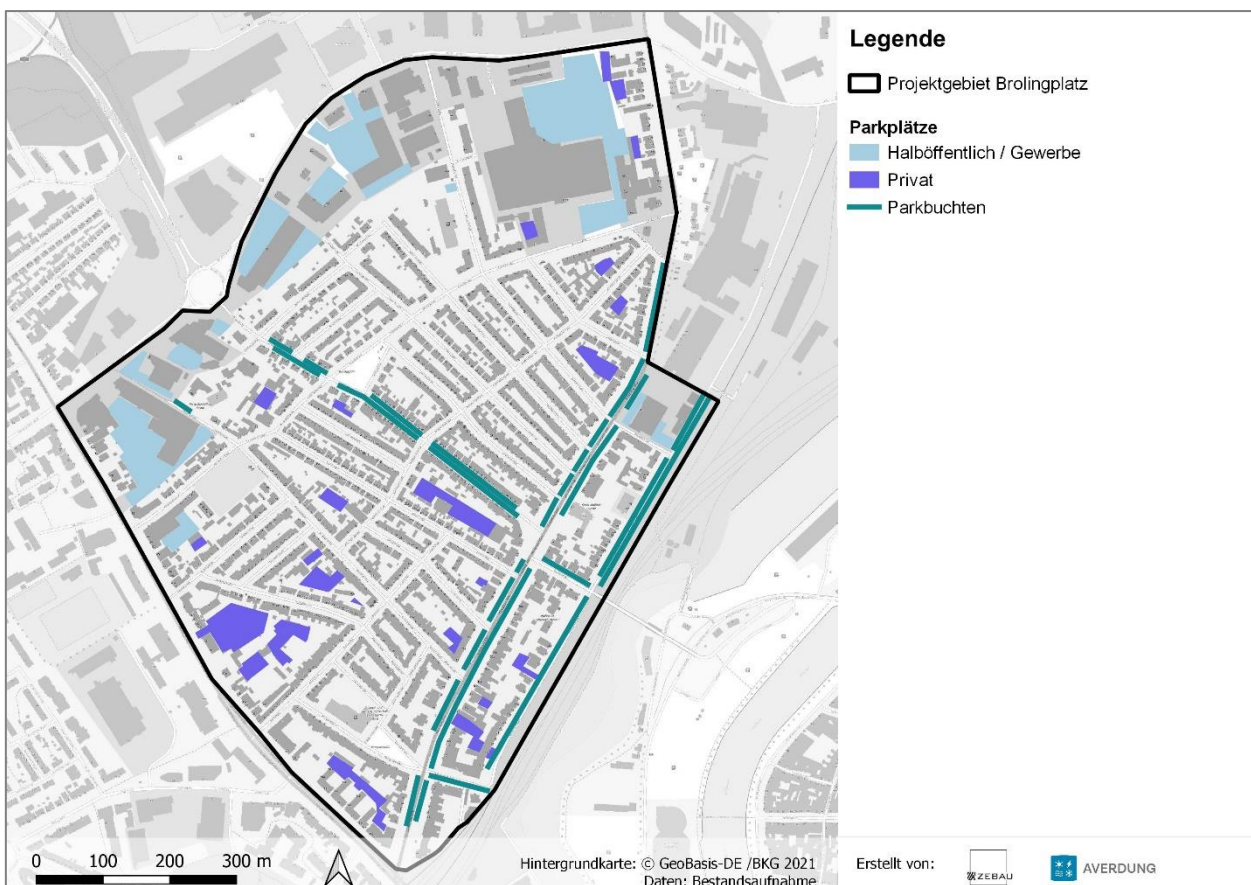 Legende
Projektgebiet Brolingplatz
Parkplätze
Halböffentlich / Gewerbe
Privat
Parkbuchten
0 100 200 300 m
Hintergrundkarte: © GeoBasis-DE /BKG 2021
Daten: Bestandsaufnahme
Erstellt von:
ZEBAU
AVERDUNG